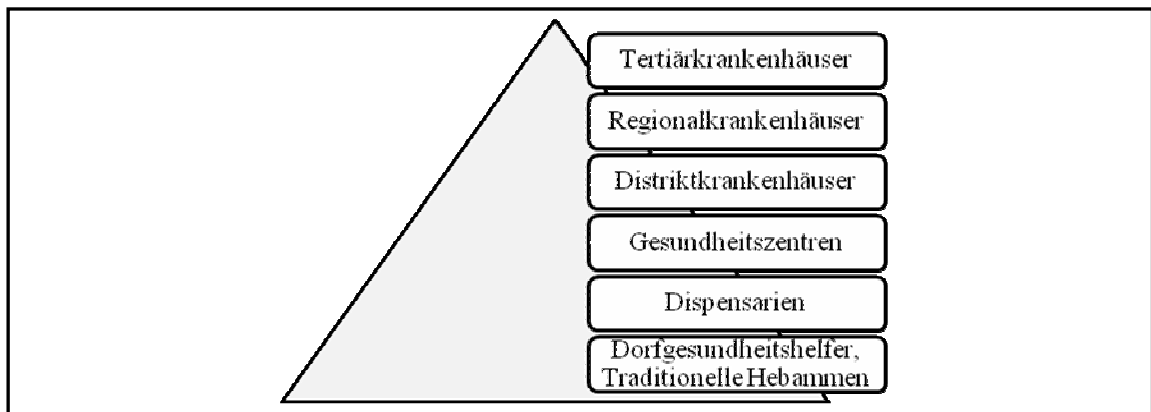 Tertiärkrankenhäuser
Regionalkrankenhäuser
Distriktkrankenhäuser
Gesundheitszentren
Dispensarien
Dorfgesundheitshelfer,
Traditionelle Hebammen